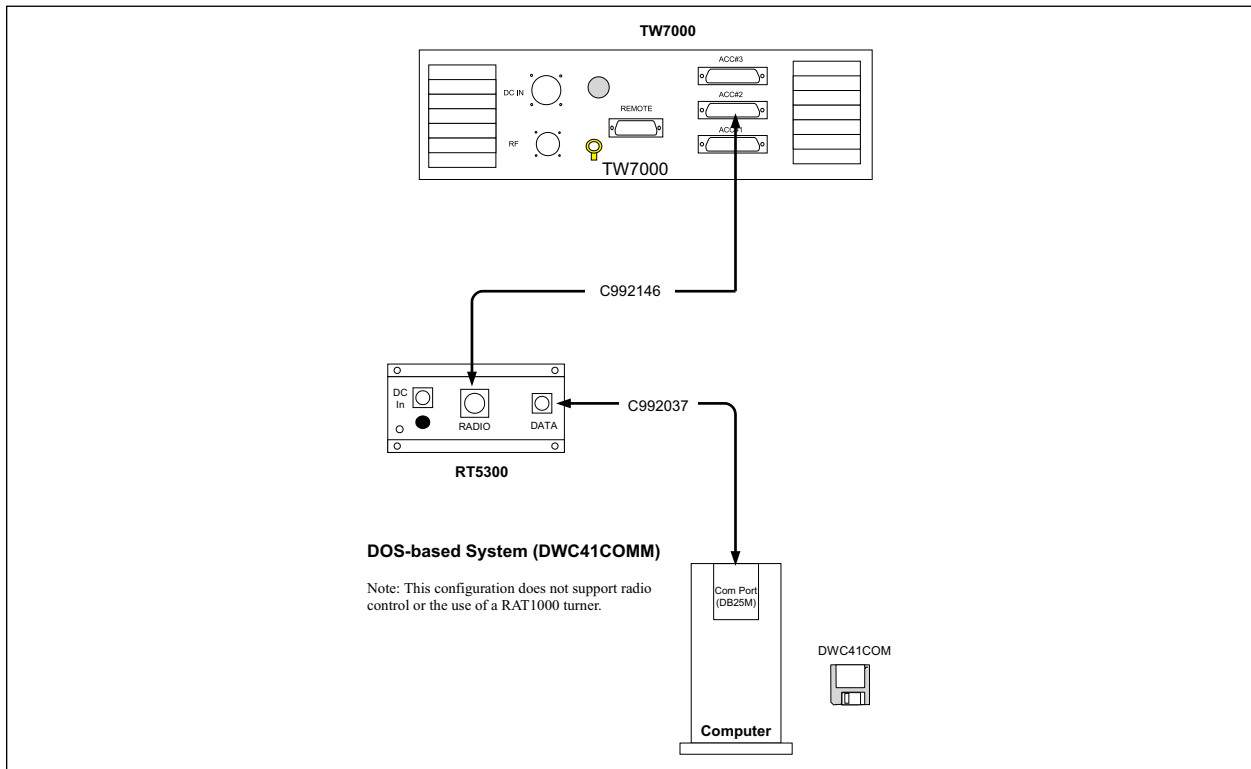 TW7000
ACC#3
DC IN
ACC#2
REMOTE
ACC#1
RF
TW7000
C992146
DC
In
C992037
RADIO
DATA
RT5300
DOS-based System (DWC41COMM)
Note: This configuration does not support radio
control or the use of a RAT1000 turner.
Com Port
(DB25M)
DWC41COM
Computer